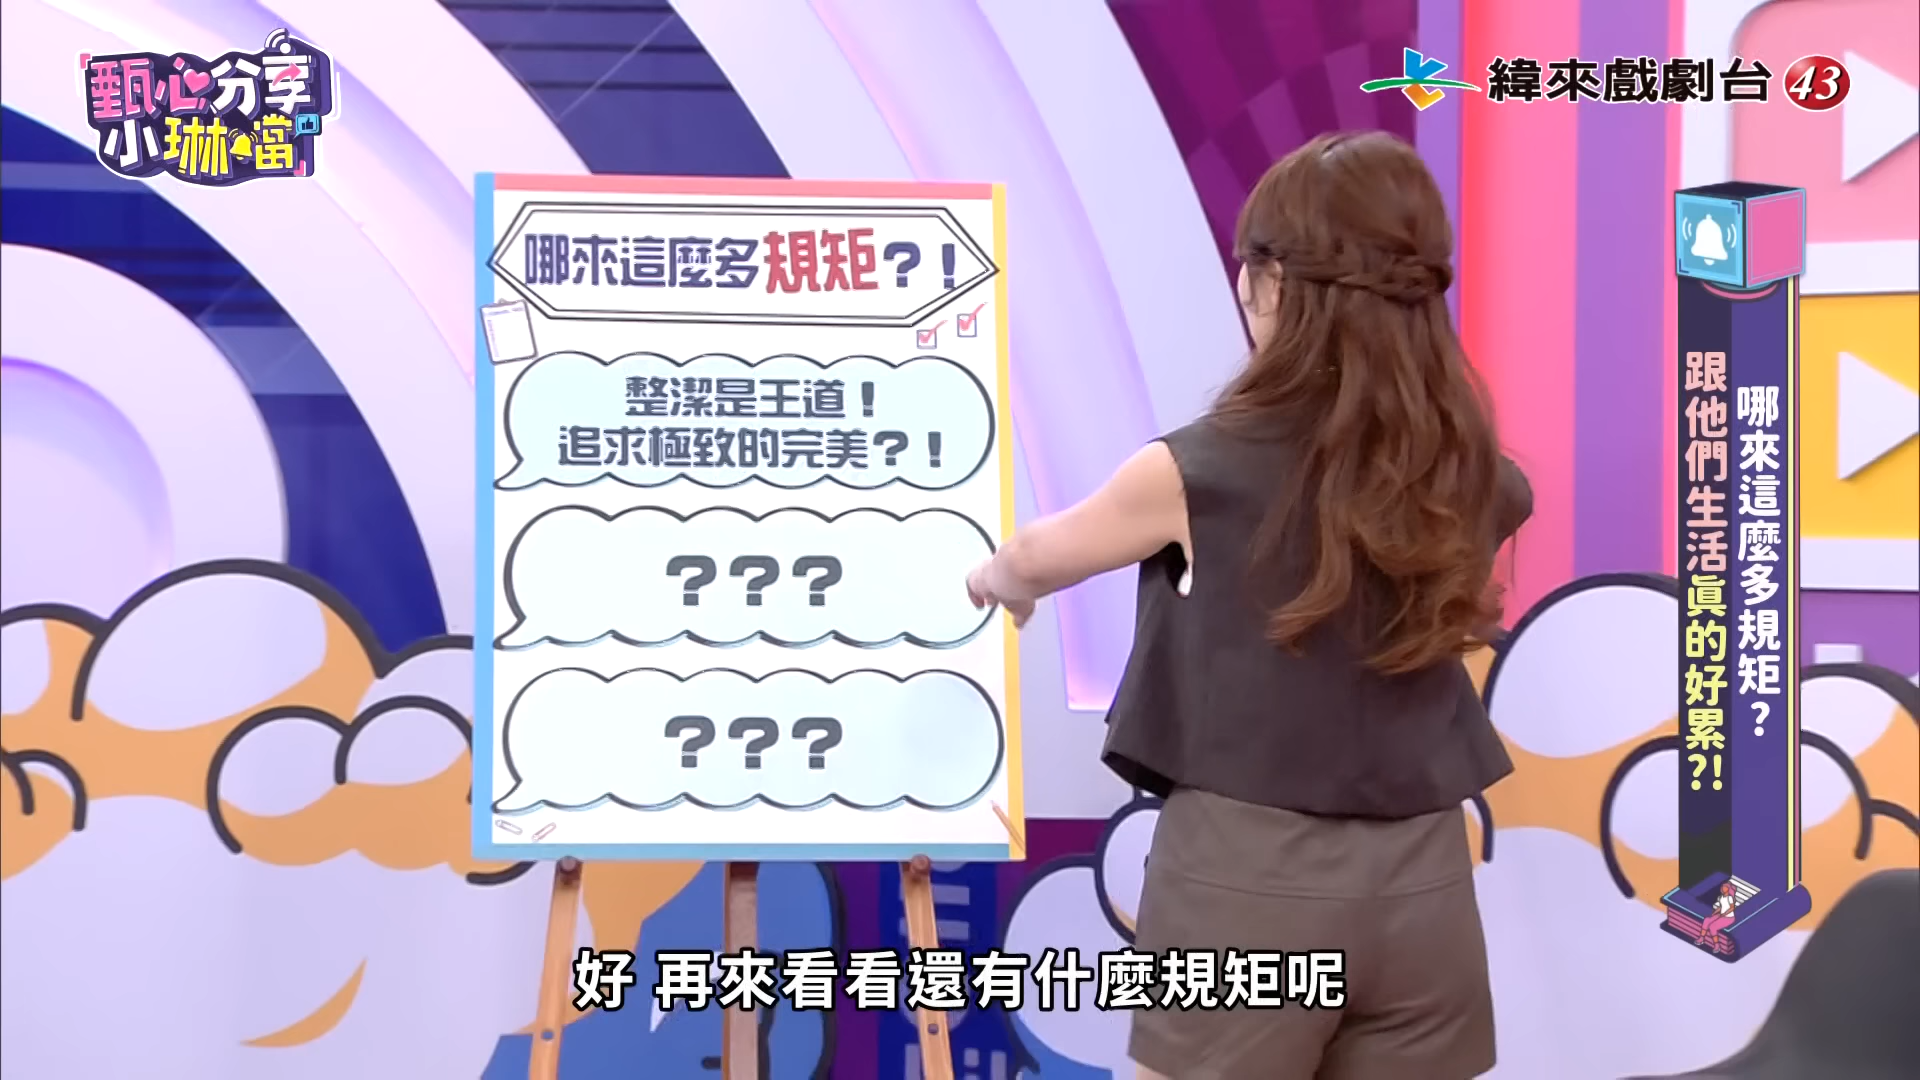 甄心分享
小琳噹
緯來戲劇台 43
哪來這麼多規矩？！
整潔是王道！
追求極致的完美？！
？？？
？？？
哪來這麼多規矩？
跟他們生活真的好累?!
好 再來看看還有什麼規矩呢